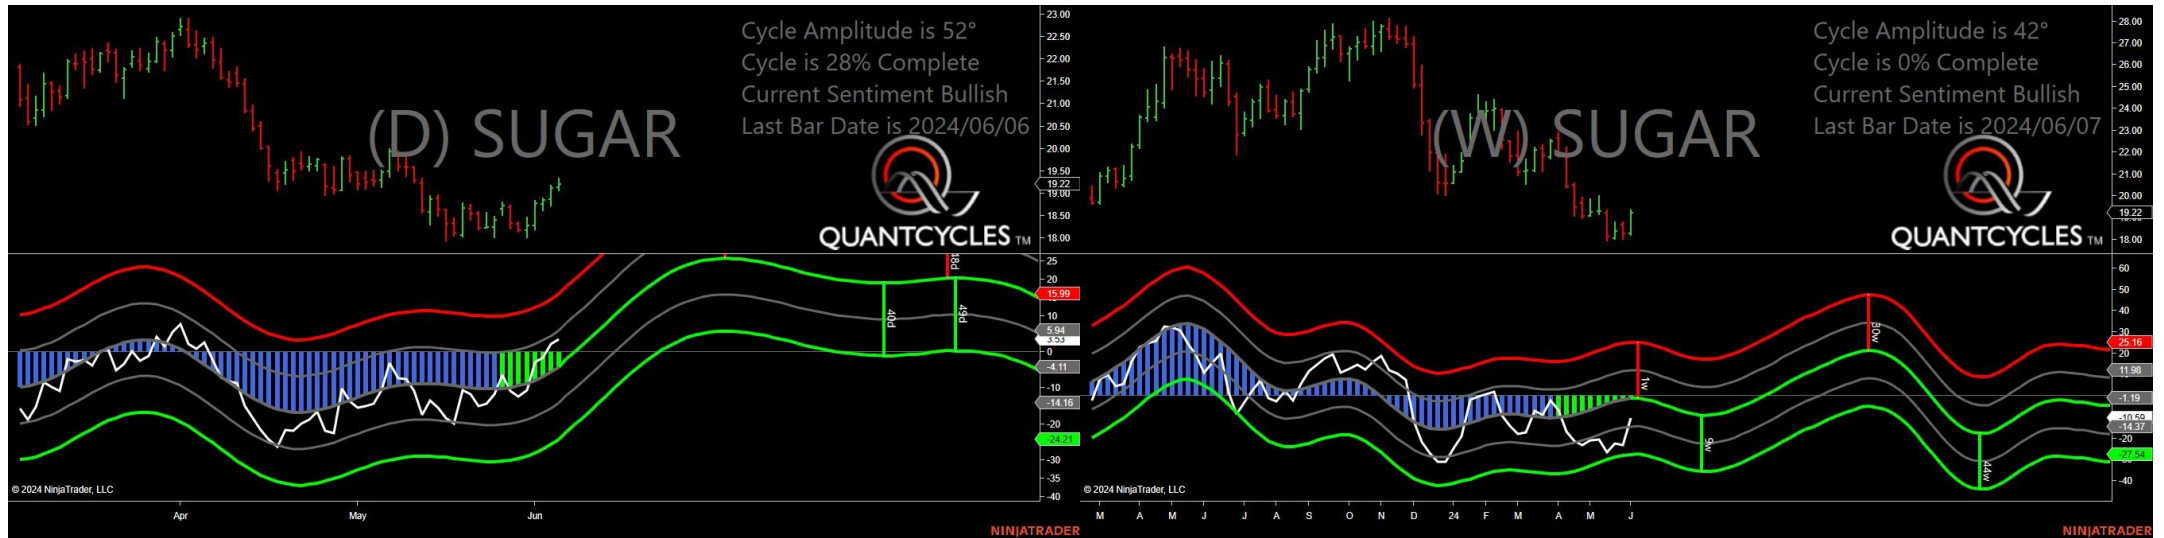 Cycle Amplitude is 52°
Cycle is 28% Complete
Current Sentiment Bullish
Last Bar Date is 2024/06/06
(D) SUGAR
QUANTCYCLES TM
23.00
22.50
22.00
21.50
21.00
20.50
20.00
19.50
19.22
19.00
18.50
18.00
25
20
15.99
10
5.94
3.53
0
-4.11
-10
-14.16
-20
-24.21
-30
-35
-40
48d
40d
49d
© 2024 NinjaTrader, LLC
Apr
May
Jun
NINJATRADER
Cycle Amplitude is 42°
Cycle is 0% Complete
Current Sentiment Bullish
Last Bar Date is 2024/06/07
(W) SUGAR
QUANTCYCLES TM
28.00
27.00
26.00
25.00
24.00
23.00
22.00
21.00
20.00
19.22
18.00
60
50
40
30
25.16
20
11.98
-1.19
-10.59
-14.37
-20
-27.54
-40
1w
9w
30w
44w
© 2024 NinjaTrader, LLC
M A M J J A S O N D 24 F M A M J
NINJATRADER